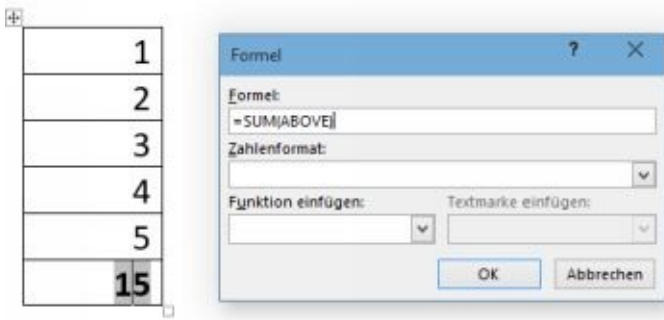 1
2
3
4
5
15
Formel ?
Formel:
=SUM(ABOVE)
Zahlenformat:
Funktion einfügen: Textmarke einfügen:
OK Abbrechen